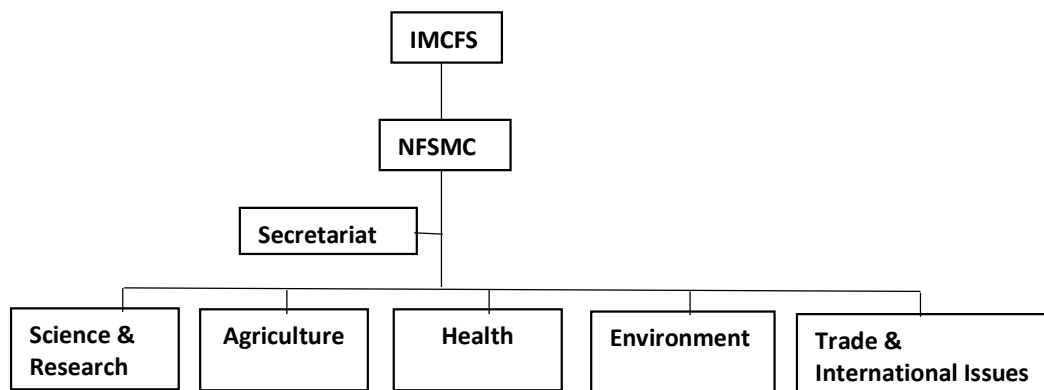 IMCFS
NFSMC
Secretariat
Science &
Research
Agriculture
Health
Environment
Trade &
International Issues